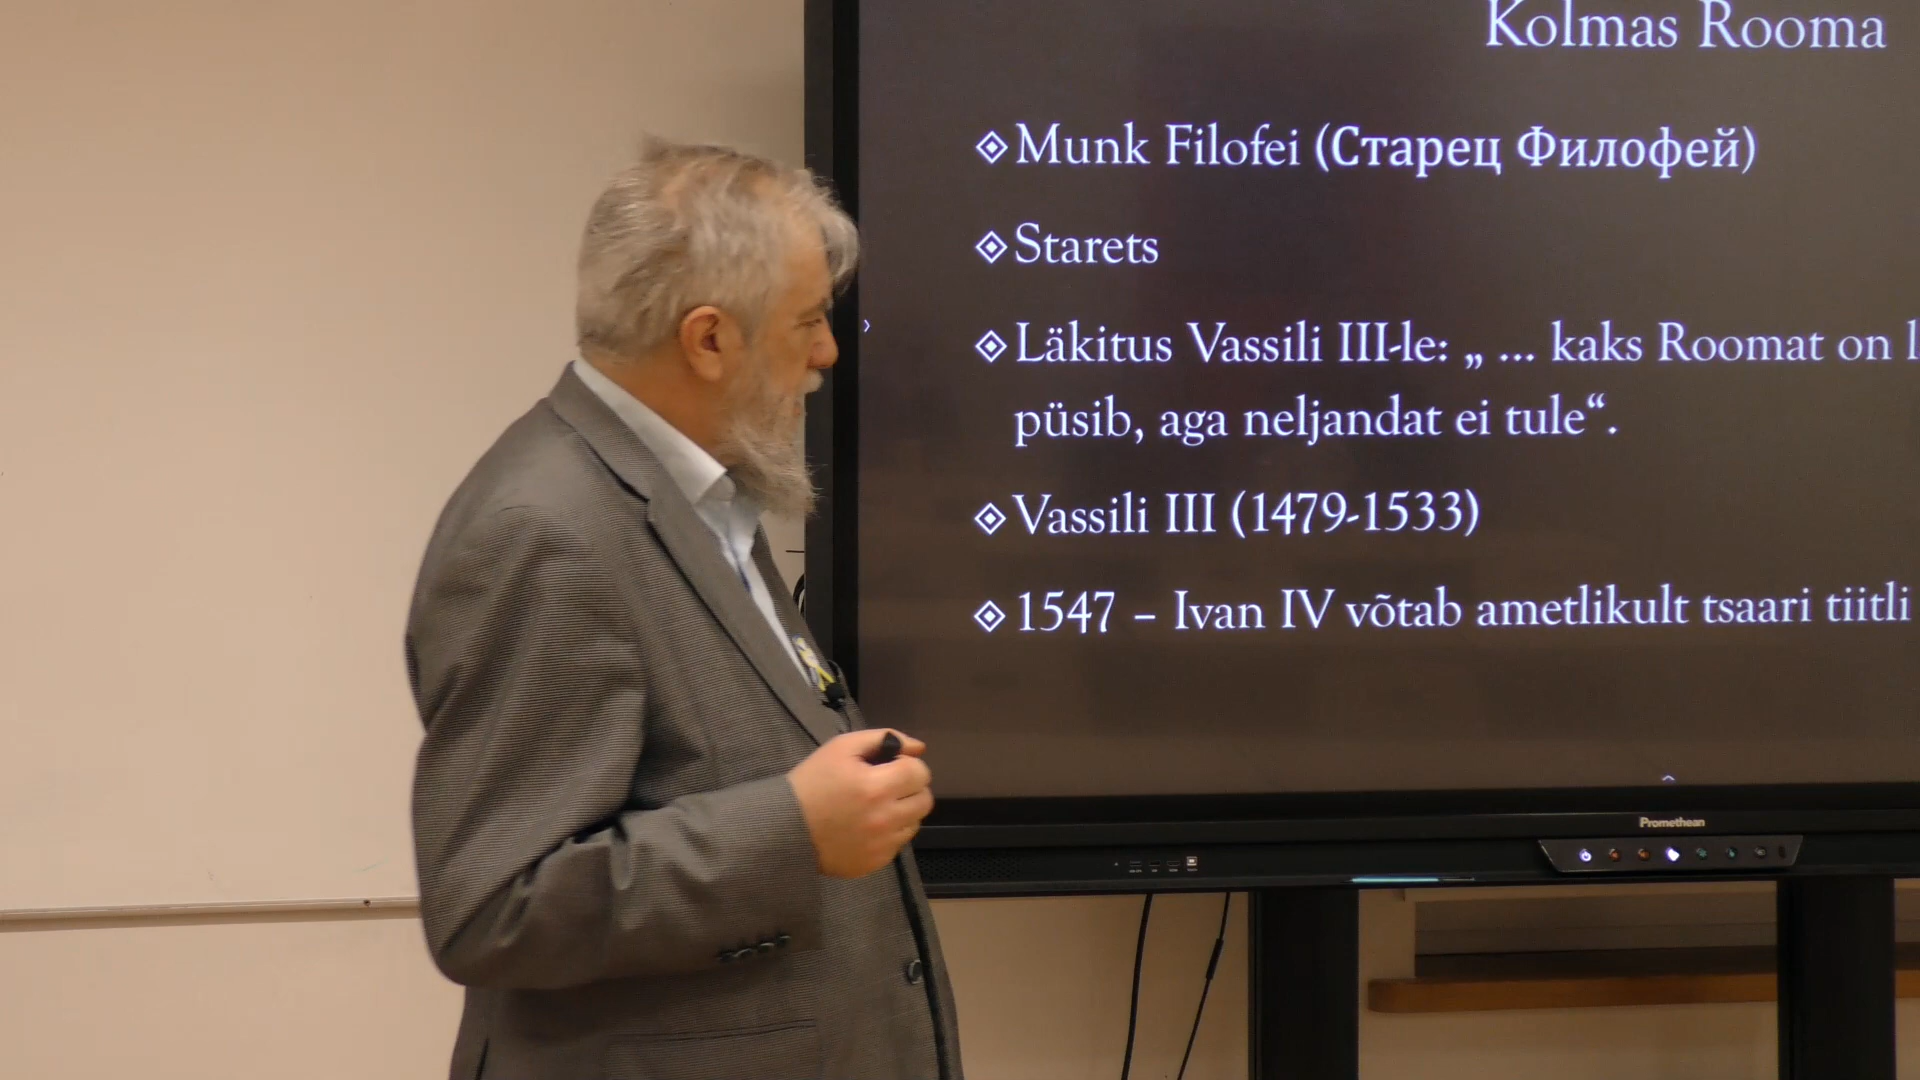 Kolmas Rooma
Munk Filofei (Старец Филофей)
Starets
Läkitus Vassili III-le: „ ... kaks Roomat on
püsib, aga neljandat ei tule“.
Vassili III (1479-1533)
1547 – Ivan IV võtab ametlikult tsaari tiitli
Promethean